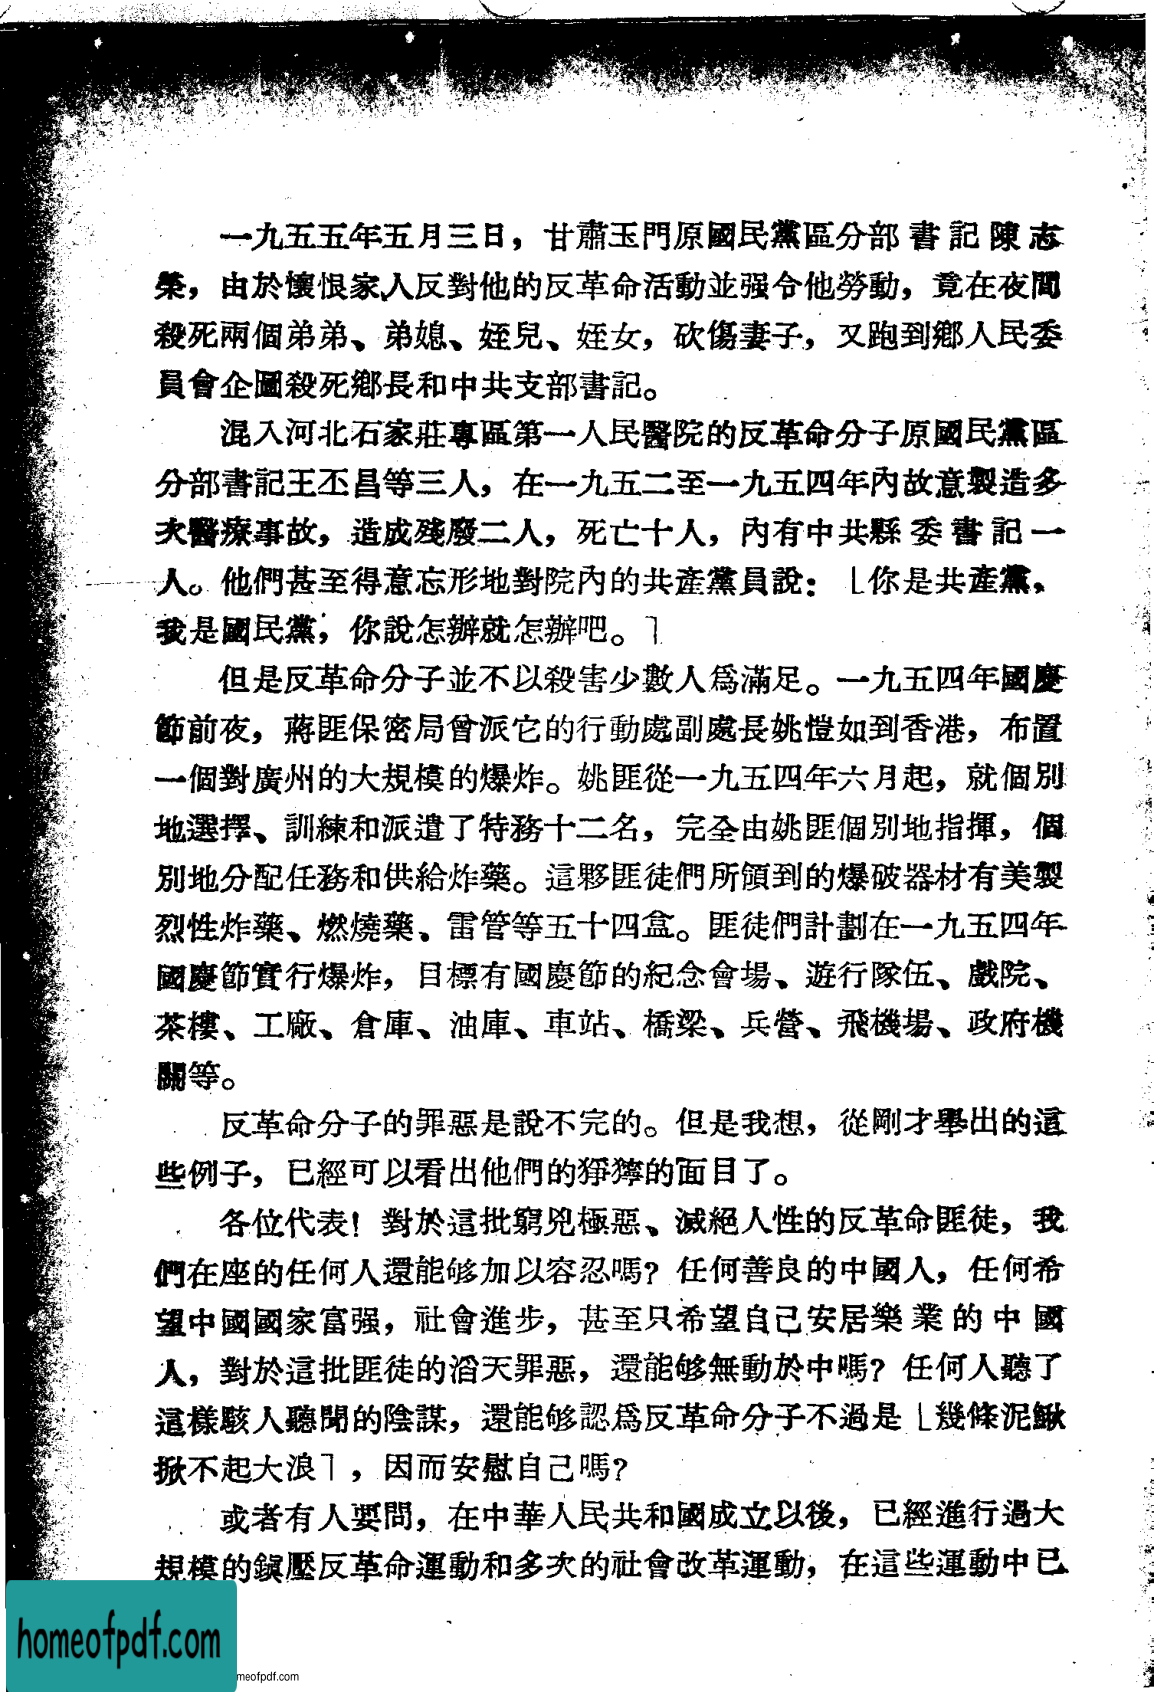 一九五五年五月三日，甘肅玉門原國民黨區分部書記陳志
榮，由於懷恨家人反對他的反革命活動並强令他勞動，竟在夜間
殺死兩個弟弟、弟媳、姪兒、姪女，砍傷妻子，又跑到鄉人民委
員會企圖殺死鄉長和中共支部書記。
混入河北石家莊專區第一人民醫院的反革命分子原國民黨區
分部書記王丕昌等三人，在一九五二至一九五四年內故意製造多
次醫療事故，造成殘廢二人，死亡十人，內有中共縣委書記一
人。他們甚至得意忘形地對院內的共產黨員說：「你是共產黨，
我是國民黨，你說怎辦就怎辦吧。」
但是反革命分子並不以殺害少數人爲滿足。一九五四年國慶
節前夜，蔣匪保密局曾派它的行動處副處長姚愷如到香港，布置
一個對廣州的大規模的爆炸。姚匪從一九五四年六月起，就個別
地選擇、訓練和派遣了特務十二名，完全由姚匪個別地指揮，個
別地分配任務和供給炸藥。這夥匪徒們所領到的爆破器材有美製
烈性炸藥、燃燒藥、雷管等五十四盒。匪徒們計劃在一九五四年
國慶節實行爆炸，目標有國慶節的紀念會場、遊行隊伍、戲院、
茶樓、工廠、倉庫、油庫、車站、橋梁、兵營、飛機場、政府機
關等。
反革命分子的罪惡是說不完的。但是我想，從剛才舉出的這
些例子，已經可以看出他們的猙獰的面目了。
各位代表！對於這批窮兇極惡、滅絕人性的反革命匪徒，我
們在座的任何人還能够加以容忍嗎？任何善良的中國人，任何希
望中國國家富强，社會進步，甚至只希望自己安居樂業的中國
人，對於這批匪徒的滔天罪惡，還能够無動於中嗎？任何人聽了
這樣駭人聽聞的陰謀，還能够認爲反革命分子不過是「幾條泥鰍
掀不起大浪」，因而安慰自己嗎？
或者有人要問，在中華人民共和國成立以後，已經進行過大
規模的鎭壓反革命運動和多次的社會改革運動，在這些運動中已
homeofpdf.com
meofpdf.com